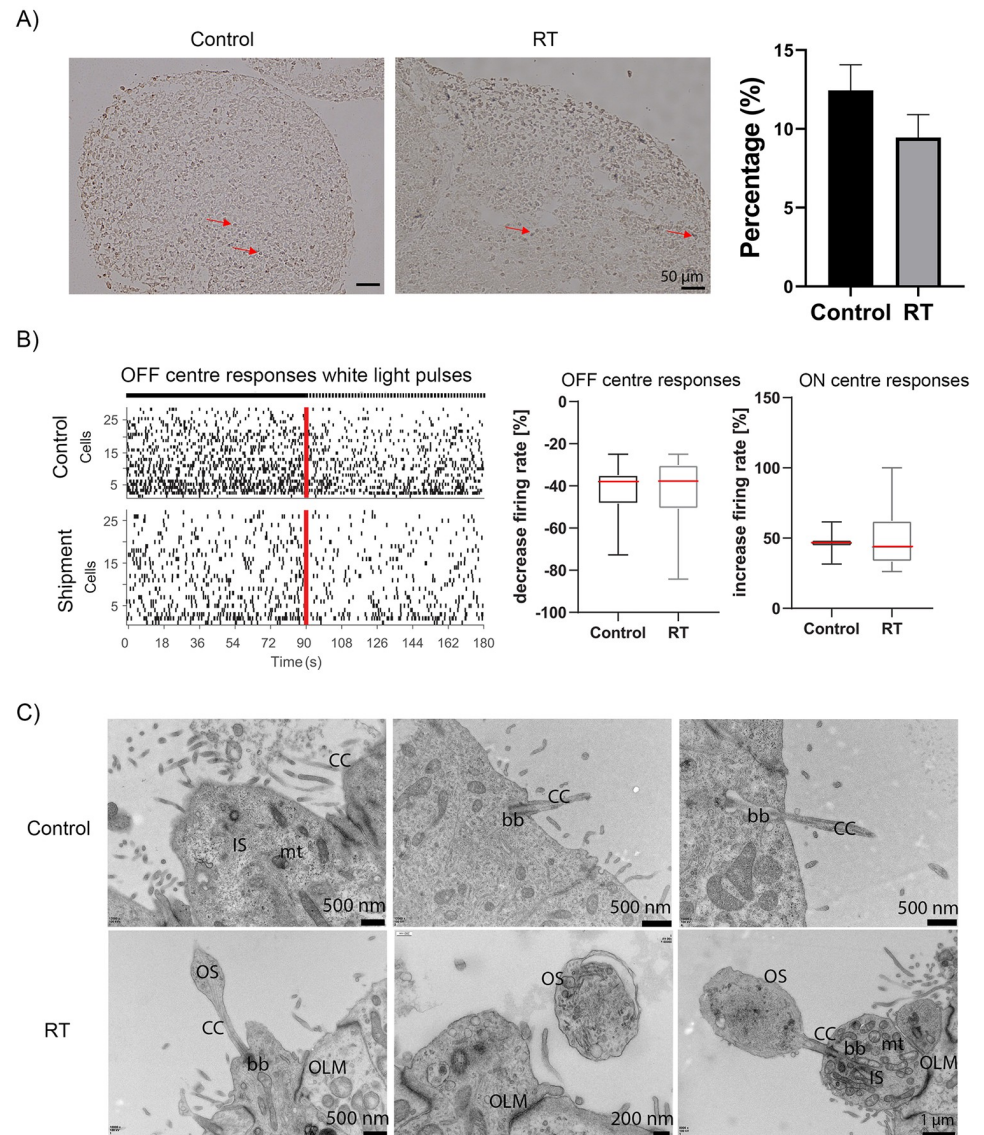 A)
Control
RT
50 µm
Percentage (%)
15
10
5
0
Control RT
B)
OFF centre responses white light pulses
Control
Cells
25
15
5
Shipment
Cells
25
15
5
0 18 36 54 72 90 108 126 144 162 180
Time (s)
OFF centre responses
decrease firing rate [%]
0
-20
-40
-60
-80
-100
Control RT
ON centre responses
increase firing rate [%]
150
100
50
0
Control RT
C)
Control
CC
IS
mt
500 nm
CC
bb
500 nm
bb
CC
500 nm
RT
OS
CC
bb
OLM
500 nm
OS
OLM
200 nm
OS
CC
bb
mt
OLM
IS
1 µm